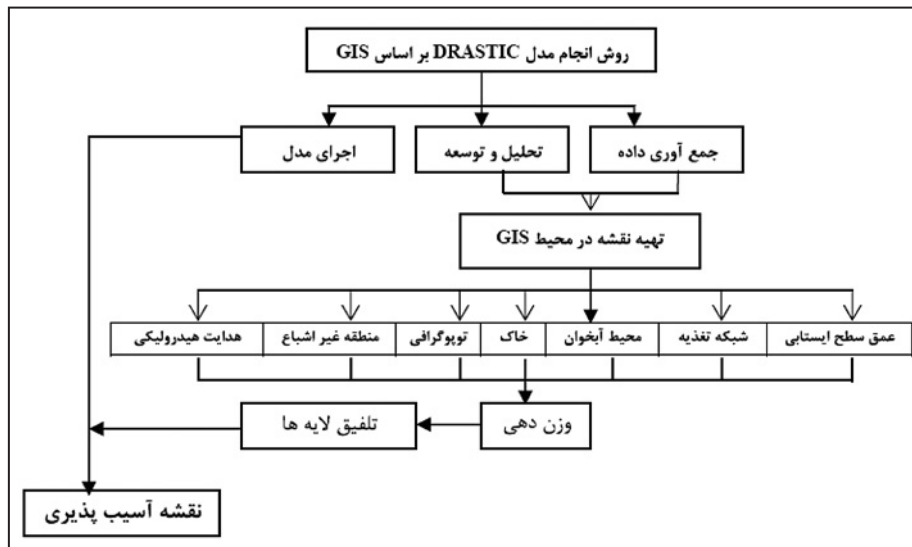 روش انجام مدل DRASTIC بر اساس GIS
جمع آوری داده
تحلیل و توسعه
اجرای مدل
تهیه نقشه در محیط GIS
عمق سطح ایستابی
شبکه تغذیه
محیط آبخوان
خاک
توپوگرافی
منطقه غیر اشباع
هدایت هیدرولیکی
وزن دهی
تلفیق لایه ها
نقشه آسیب پذیری